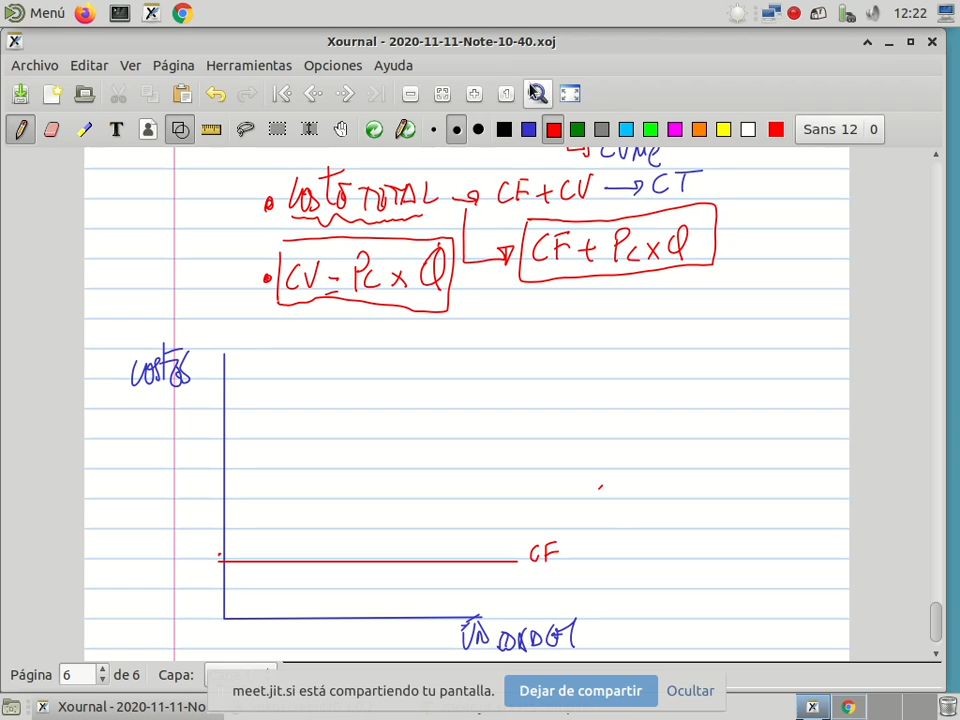 Menú 12:22
Xournal - 2020-11-11-Note-10-40.xoj
Archivo Editar Ver Página Herramientas Opciones Ayuda
T Sans 12 0
CVMe
• COSTO TOTAL → CF + CV → CT
CF + Pc x Q
• CV = Pc x Q
COSTOS
CF
Página 6 de 6 Capa:
meet.jit.si está compartiendo tu pantalla. Dejar de compartir Ocultar
Xournal - 2020-11-11-No